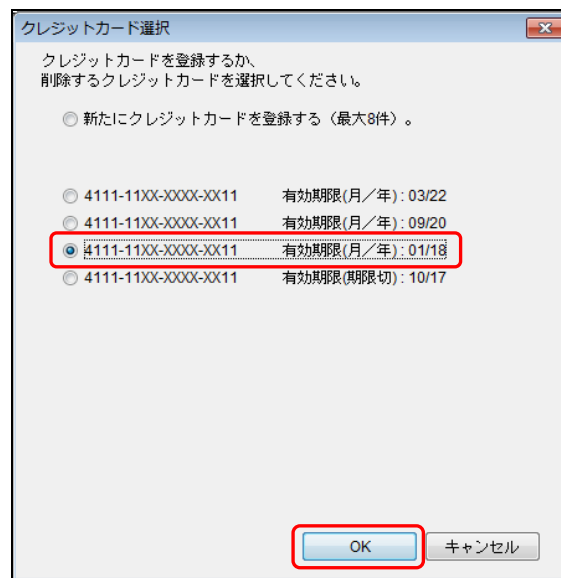 クレジットカード選択
クレジットカードを登録するか、
削除するクレジットカードを選択してください。
新たにクレジットカードを登録する（最大8件）。
4111-11XX-XXXX-XX11 有効期限(月／年) : 03/22
4111-11XX-XXXX-XX11 有効期限(月／年) : 09/20
4111-11XX-XXXX-XX11 有効期限(月／年) : 01/18
4111-11XX-XXXX-XX11 有効期限(期限切) : 10/17
OK キャンセル